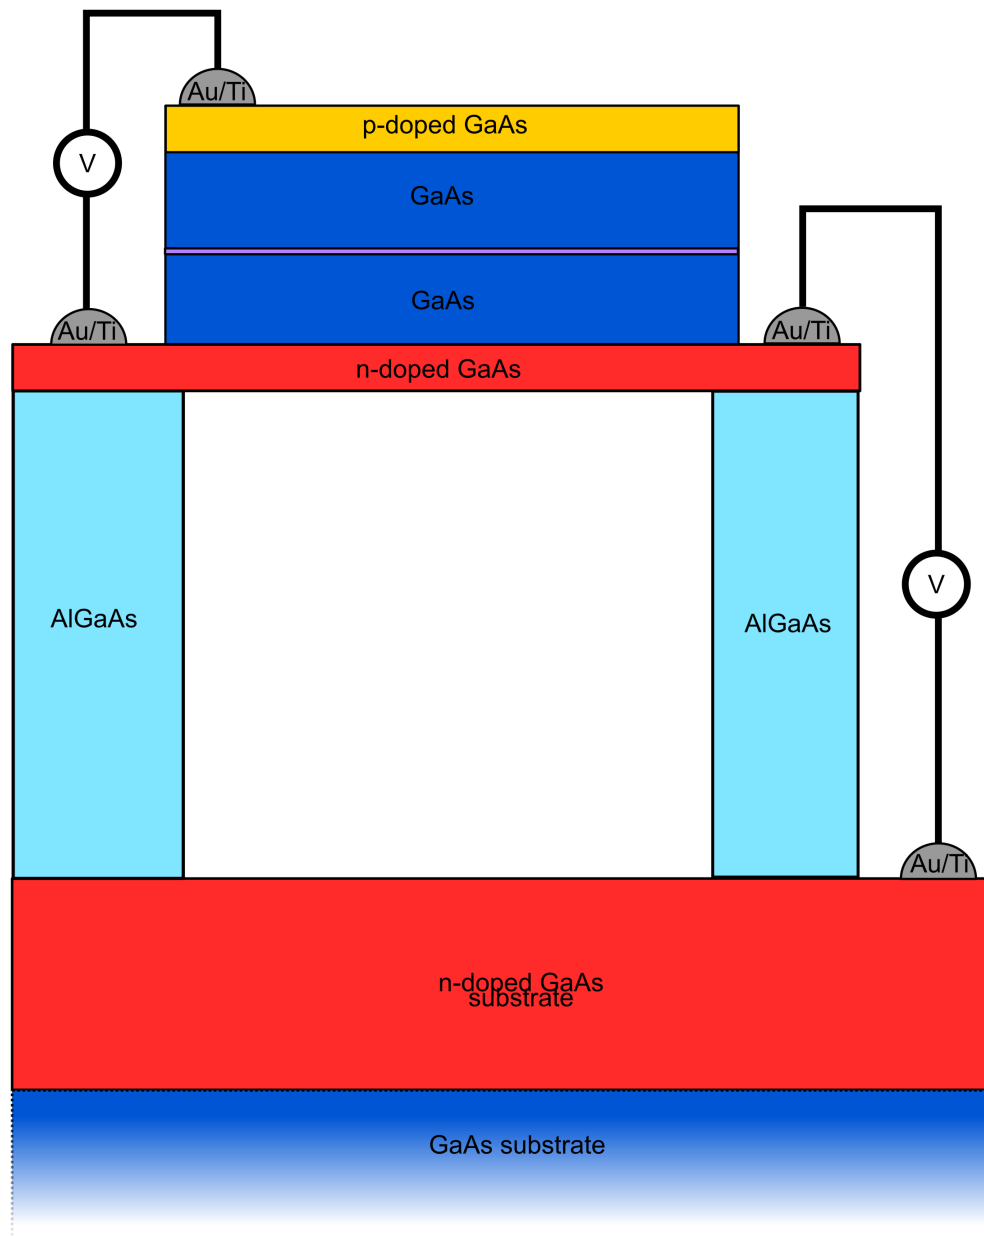 Au/Ti
p-doped GaAs
V
GaAs
GaAs
Au/Ti
Au/Ti
n-doped GaAs
V
AlGaAs
AlGaAs
Au/Ti
n-doped GaAs
substrate
GaAs substrate